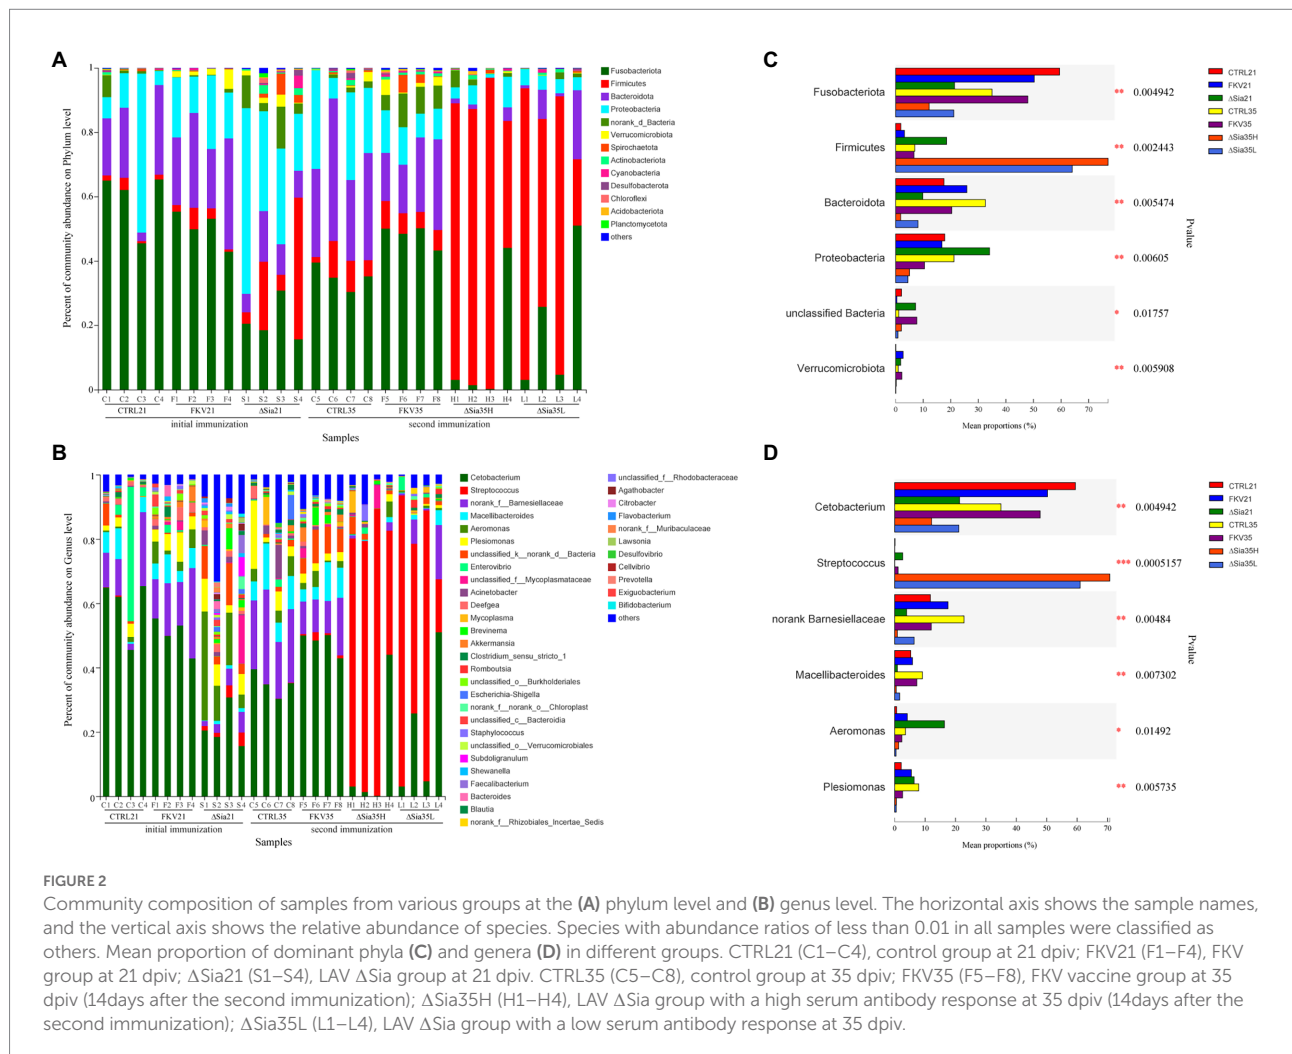 A
1
0.8
0.6
0.4
0.2
0
Percent of community abundance on Phylum level
C1 C2 C3 C4 F1 F2 F3 F4 S1 S2 S3 S4 C5 C6 C7 C8 F5 F6 F7 F8 H1 H2 H3 H4 L1 L2 L3 L4
CTRL21 FKV21 ΔSia21 CTRL35 FKV35 ΔSia35H ΔSia35L
initial immunization second immunization
Samples
Fusobacteriota
Firmicutes
Bacteroidota
Proteobacteria
norank_d_Bacteria
Verrucomicrobiota
Spirochaetota
Actinobacteriota
Cyanobacteria
Desulfobacterota
Chloroflexi
Acidobacteriota
Planctomycetota
others
C
Fusobacteriota ** 0.004942
Firmicutes ** 0.002443
Bacteroidota ** 0.005474
Proteobacteria ** 0.00605
unclassified Bacteria * 0.01757
Verrucomicrobiota ** 0.005908
Pvalue
0 10 20 30 40 50 60 70
Mean proportions (%)
CTRL21
FKV21
ΔSia21
CTRL35
FKV35
ΔSia35H
ΔSia35L
B
1
0.8
0.6
0.4
0.2
0
Percent of community abundance on Genus level
C1 C2 C3 C4 F1 F2 F3 F4 S1 S2 S3 S4 C5 C6 C7 C8 F5 F6 F7 F8 H1 H2 H3 H4 L1 L2 L3 L4
CTRL21 FKV21 ΔSia21 CTRL35 FKV35 ΔSia35H ΔSia35L
initial immunization second immunization
Samples
Cetobacterium
Streptococcus
norank_f__Barnesiellaceae
Macellibacteroides
Aeromonas
Plesiomonas
unclassified_k__norank_d__Bacteria
Enterovibrio
unclassified_f__Mycoplasmataceae
Acinetobacter
Deefgea
Mycoplasma
Brevinema
Akkermansia
Clostridium_sensu_stricto_1
Romboutsia
unclassified_o__Burkholderiales
Escherichia-Shigella
norank_f__norank_o__Chloroplast
unclassified_c__Bacteroidia
Staphylococcus
unclassified_o__Verrucomicrobiales
Subdoligranulum
Shewanella
Faecalibacterium
Bacteroides
Blautia
norank_f__Rhizobiales_Incertae_Sedis
unclassified_f__Rhodobacteraceae
Agathobacter
Citrobacter
Flavobacterium
norank_f__Muribaculaceae
Lawsonia
Desulfovibrio
Cellvibrio
Prevotella
Exiguobacterium
Bifidobacterium
others
D
Cetobacterium ** 0.004942
Streptococcus *** 0.0005157
norank Barnesiellaceae ** 0.00484
Macellibacteroides ** 0.007302
Aeromonas * 0.01492
Plesiomonas ** 0.005735
Pvalue
0 10 20 30 40 50 60 70
Mean proportions (%)
CTRL21
FKV21
ΔSia21
CTRL35
FKV35
ΔSia35H
ΔSia35L
FIGURE 2
Community composition of samples from various groups at the (A) phylum level and (B) genus level. The horizontal axis shows the sample names,
and the vertical axis shows the relative abundance of species. Species with abundance ratios of less than 0.01 in all samples were classified as
others. Mean proportion of dominant phyla (C) and genera (D) in different groups. CTRL21 (C1–C4), control group at 21 dpiv; FKV21 (F1–F4), FKV
group at 21 dpiv; ΔSia21 (S1–S4), LAV ΔSia group at 21 dpiv. CTRL35 (C5–C8), control group at 35 dpiv; FKV35 (F5–F8), FKV vaccine group at 35
dpiv (14days after the second immunization); ΔSia35H (H1–H4), LAV ΔSia group with a high serum antibody response at 35 dpiv (14days after the
second immunization); ΔSia35L (L1–L4), LAV ΔSia group with a low serum antibody response at 35 dpiv.